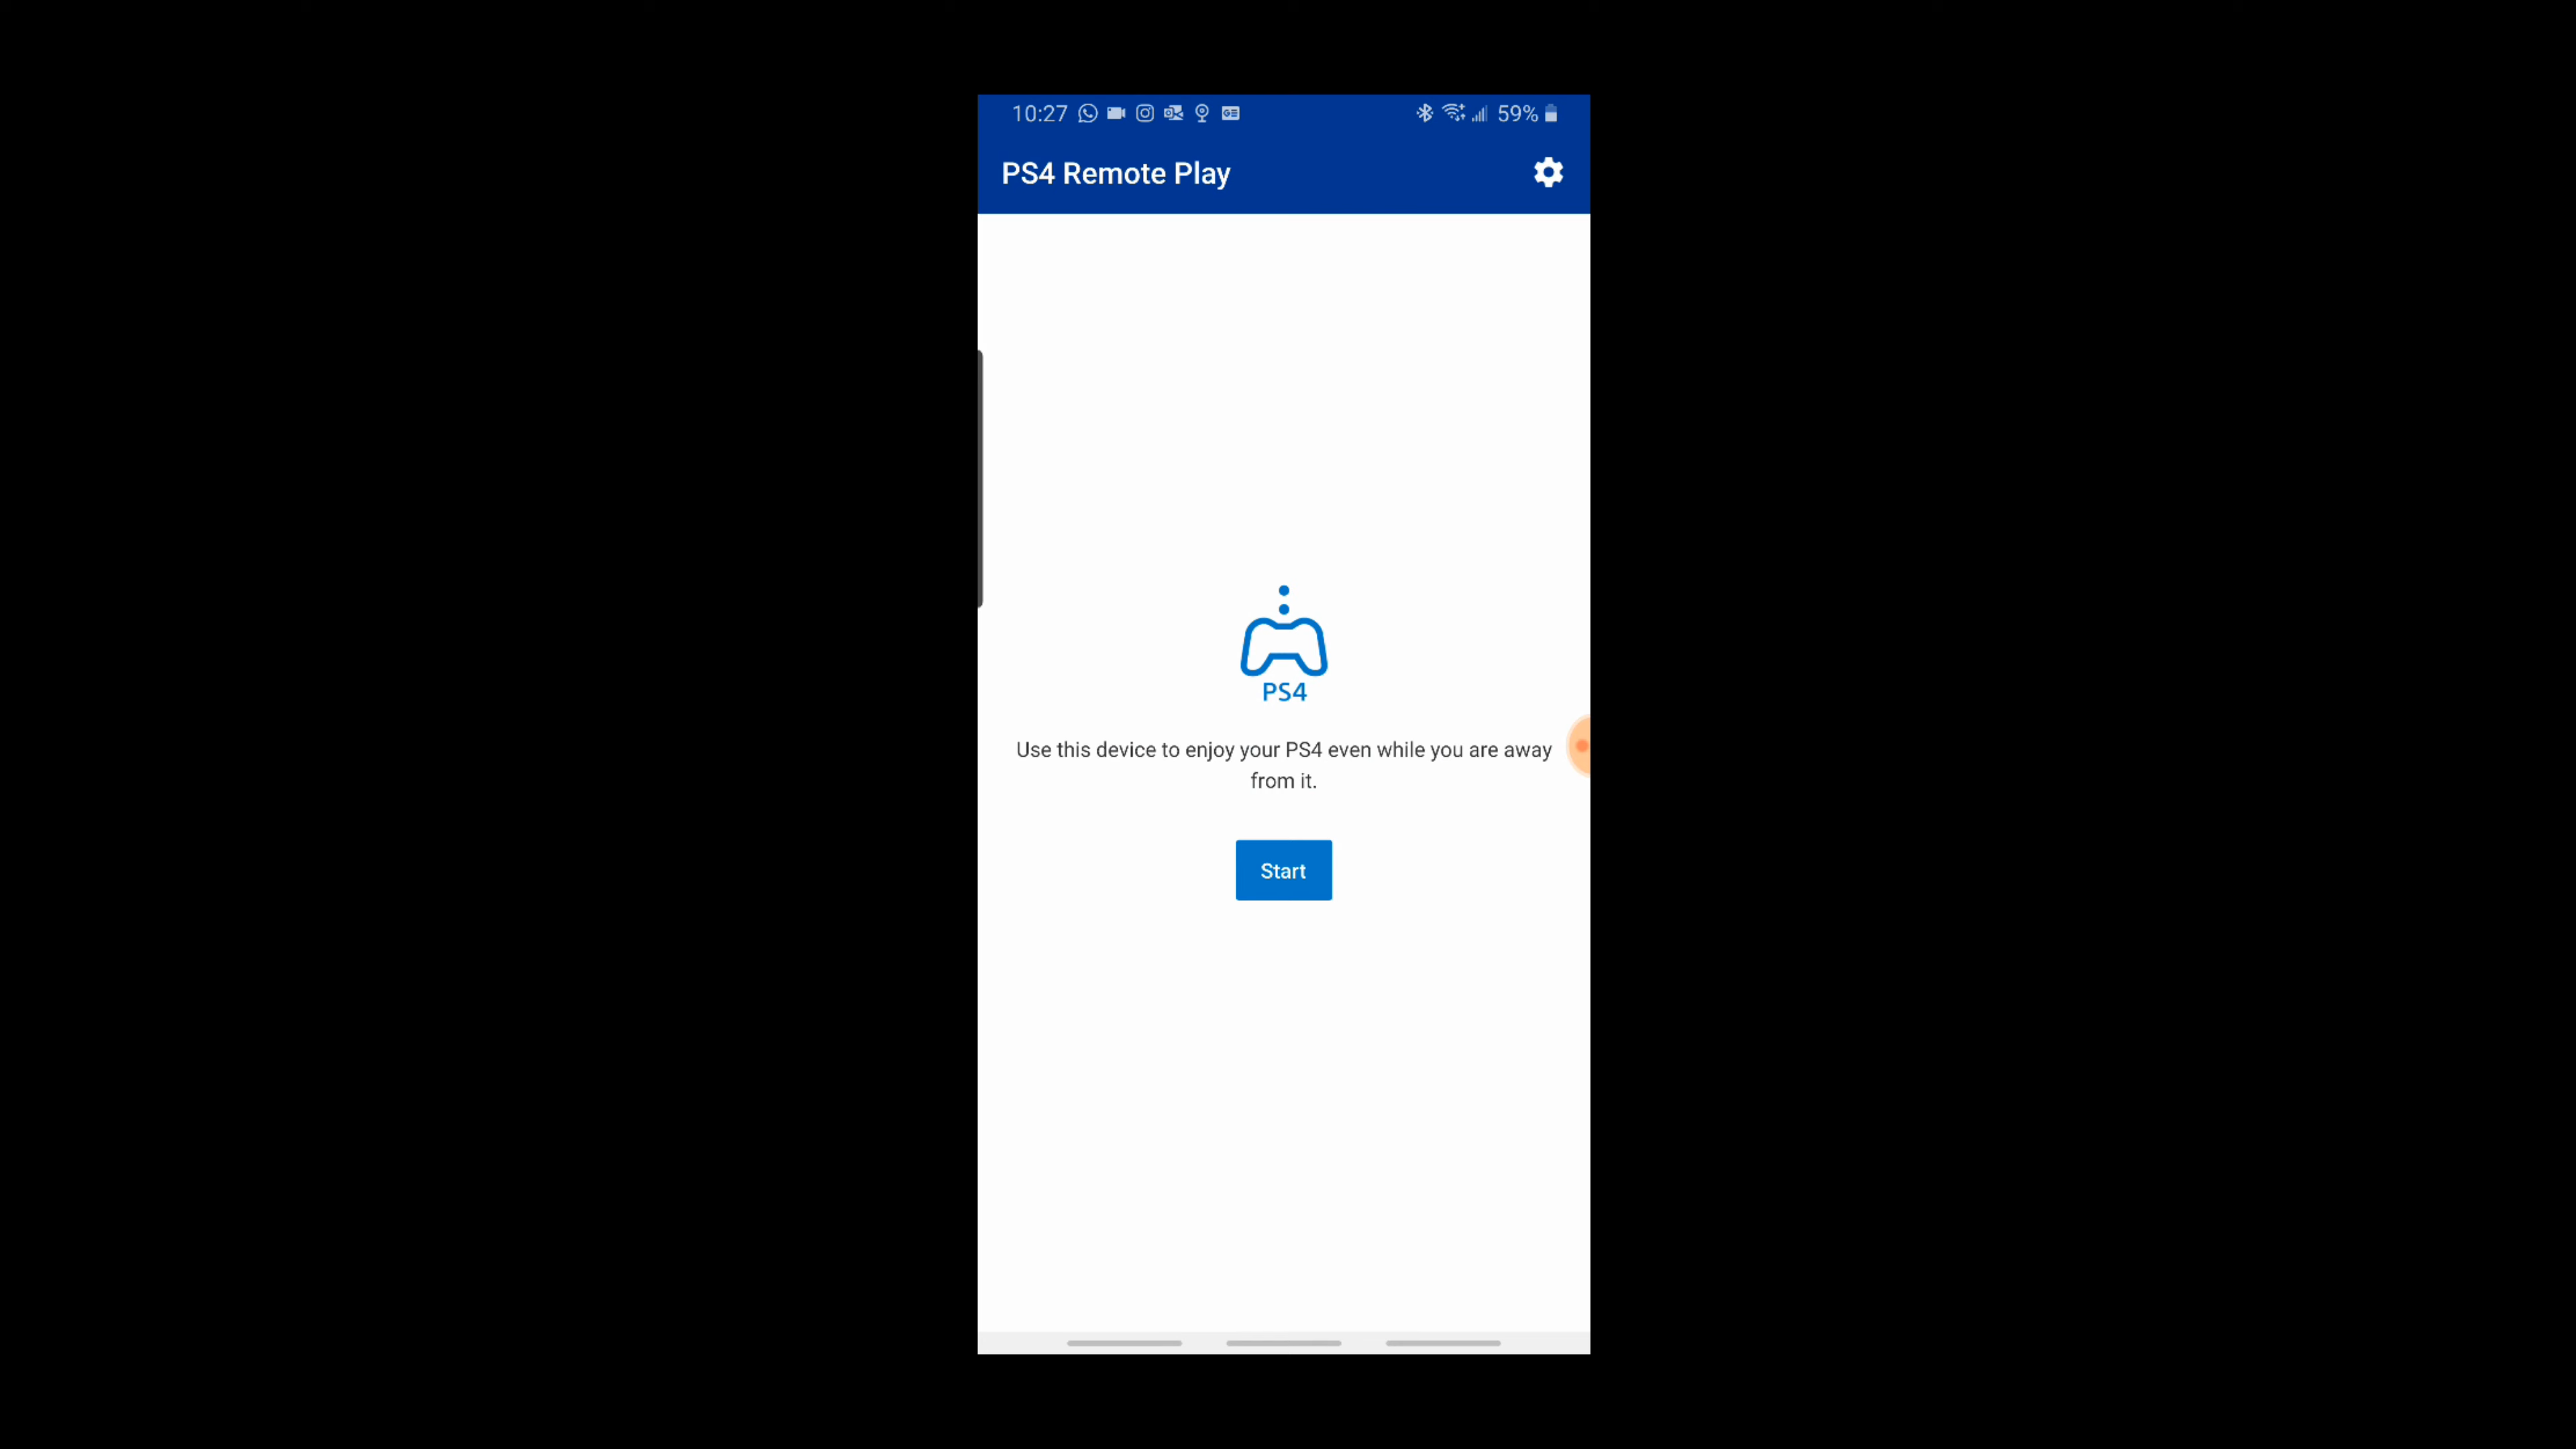 10:27
59%
PS4 Remote Play
PS4
Use this device to enjoy your PS4 even while you are away
from it.
Start